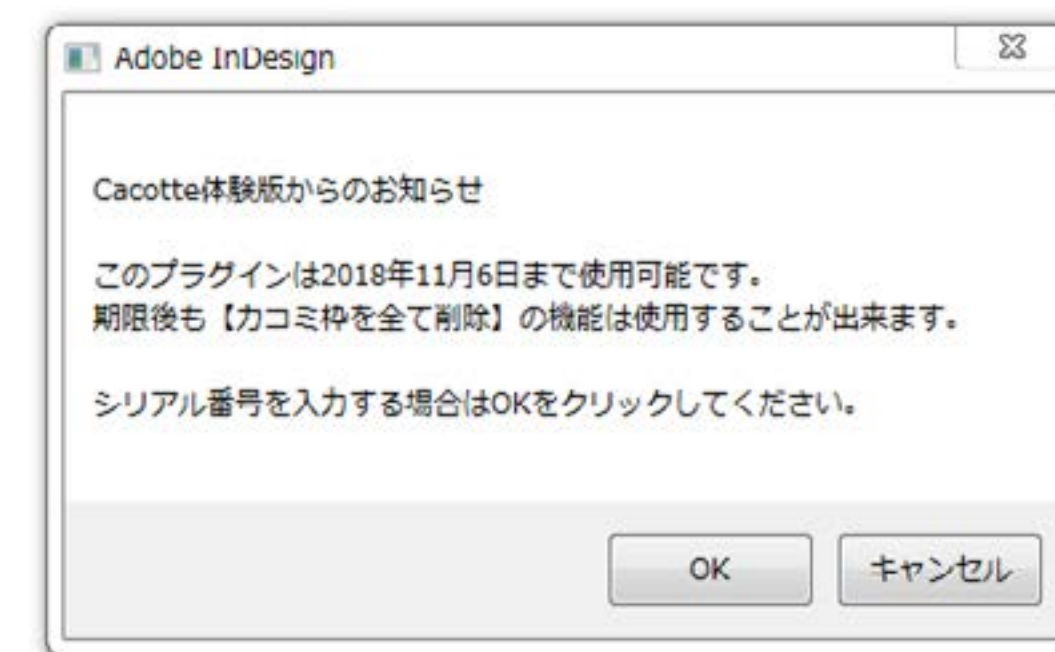 Adobe InDesign
Cacotte体験版からのお知らせ
このプラグインは2018年11月6日まで使用可能です。
期限後も【カコミ枠を全て削除】の機能は使用することが出来ます。
シリアル番号を入力する場合はOKをクリックしてください。
OK
キャンセル